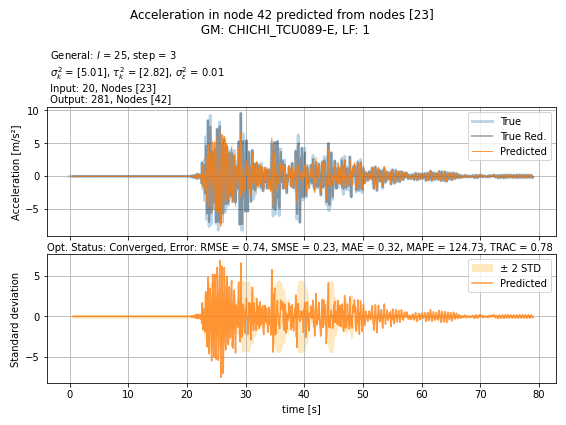 Acceleration in node 42 predicted from nodes [23]
GM: CHICHI_TCU089-E, LF: 1
General: l = 25, step = 3
σ²ₖ = [5.01], τ²ₖ = [2.82], σ²ε = 0.01
Input: 20, Nodes [23]
Output: 281, Nodes [42]
10
5
0
−5
Acceleration [m/s²]
True
True Red.
Predicted
Opt. Status: Converged, Error: RMSE = 0.74, SMSE = 0.23, MAE = 0.32, MAPE = 124.73, TRAC = 0.78
5
0
−5
Standard deviation
± 2 STD
Predicted
0 10 20 30 40 50 60 70 80
time [s]